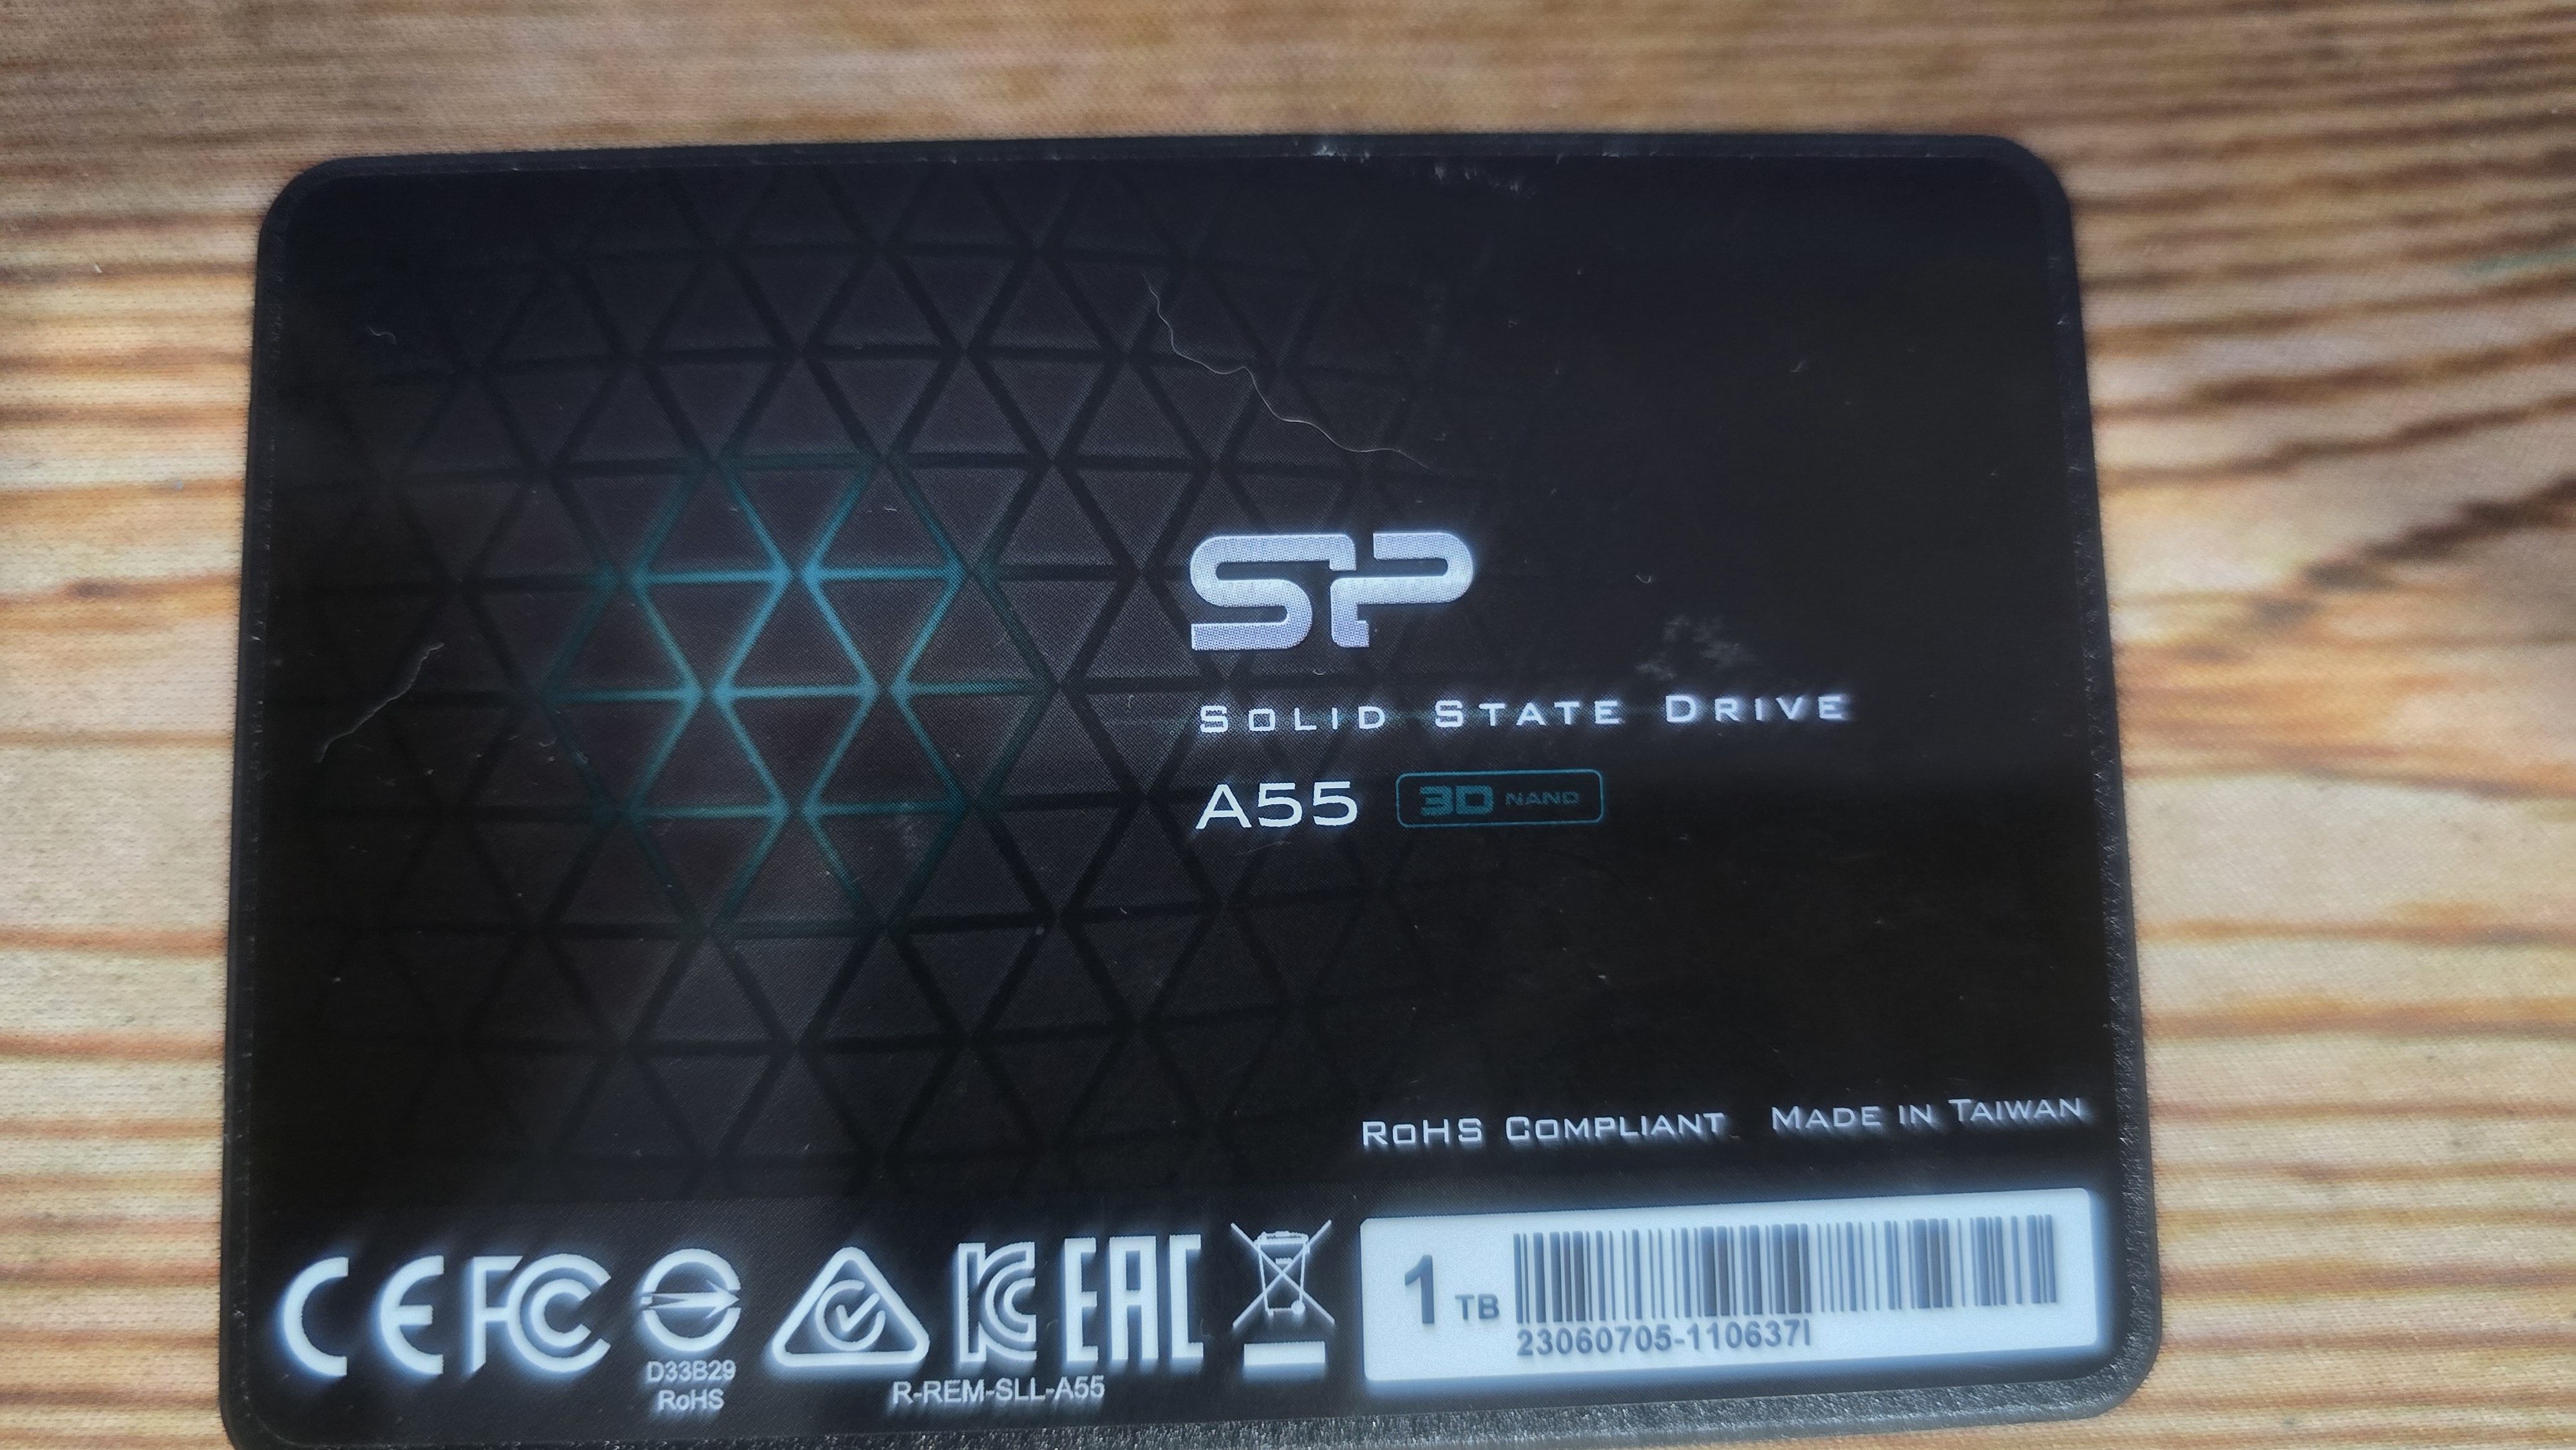 SP
SOLID STATE DRIVE
A55 3D NAND
RoHS COMPLIANT MADE IN TAIWAN
CE FC KC EAC
1 TB
23060705-110637I
D33B29
RoHS
R-REM-SLL-A55